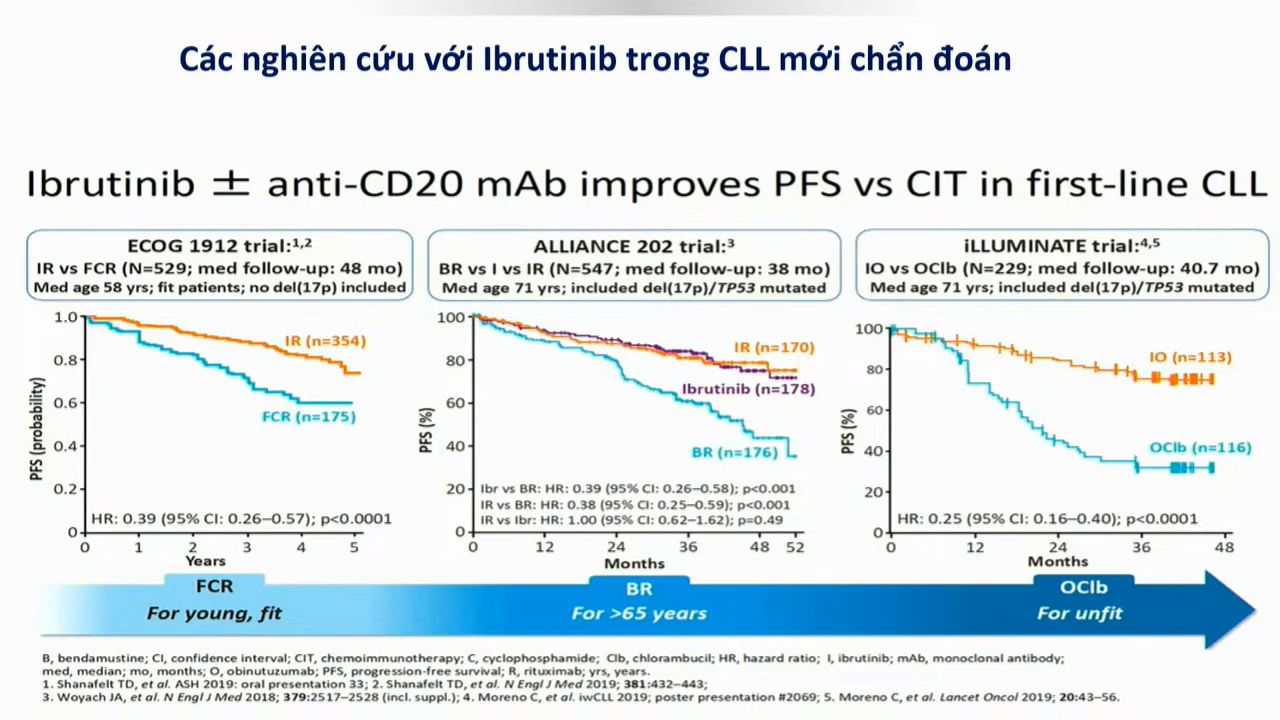 Các nghiên cứu với Ibrutinib trong CLL mới chẩn đoán
Ibrutinib ± anti-CD20 mAb improves PFS vs CIT in first-line CLL
ECOG 1912 trial:1,2
IR vs FCR (N=529; med follow-up: 48 mo)
Med age 58 yrs; fit patients; no del(17p) included
1.0
0.8
0.6
0.4
0.2
0
PFS (probability)
IR (n=354)
FCR (n=175)
HR: 0.39 (95% CI: 0.26–0.57); p<0.0001
0 1 2 3 4 5
Years
ALLIANCE 202 trial:3
BR vs I vs IR (N=547; med follow-up: 38 mo)
Med age 71 yrs; included del(17p)/TP53 mutated
100
80
60
40
20
0
PFS (%)
IR (n=170)
Ibrutinib (n=178)
BR (n=176)
Ibr vs BR: HR: 0.39 (95% CI: 0.26–0.58); p<0.001
IR vs BR: HR: 0.38 (95% CI: 0.25–0.59); p<0.001
IR vs Ibr: HR: 1.00 (95% CI: 0.62–1.62); p=0.49
0 12 24 36 48 52
Months
iLLUMINATE trial:4,5
IO vs OClb (N=229; med follow-up: 40.7 mo)
Med age 71 yrs; included del(17p)/TP53 mutated
100
80
60
40
20
0
PFS (%)
IO (n=113)
OClb (n=116)
HR: 0.25 (95% CI: 0.16–0.40); p<0.0001
0 12 24 36 48
Months
FCR
For young, fit
BR
For >65 years
OClb
For unfit
B, bendamustine; CI, confidence interval; CIT, chemoimmunotherapy; C, cyclophosphamide; Clb, chlorambucil; HR, hazard ratio; I, ibrutinib; mAb, monoclonal antibody;
med, median; mo, months; O, obinutuzumab; PFS, progression-free survival; R, rituximab; yrs, years.
1. Shanafelt TD, et al. ASH 2019: oral presentation 33; 2. Shanafelt TD, et al. N Engl J Med 2019; 381:432–443;
3. Woyach JA, et al. N Engl J Med 2018; 379:2517–2528 (incl. suppl.); 4. Moreno C, et al. iwCLL 2019; poster presentation #2069; 5. Moreno C, et al. Lancet Oncol 2019; 20:43–56.